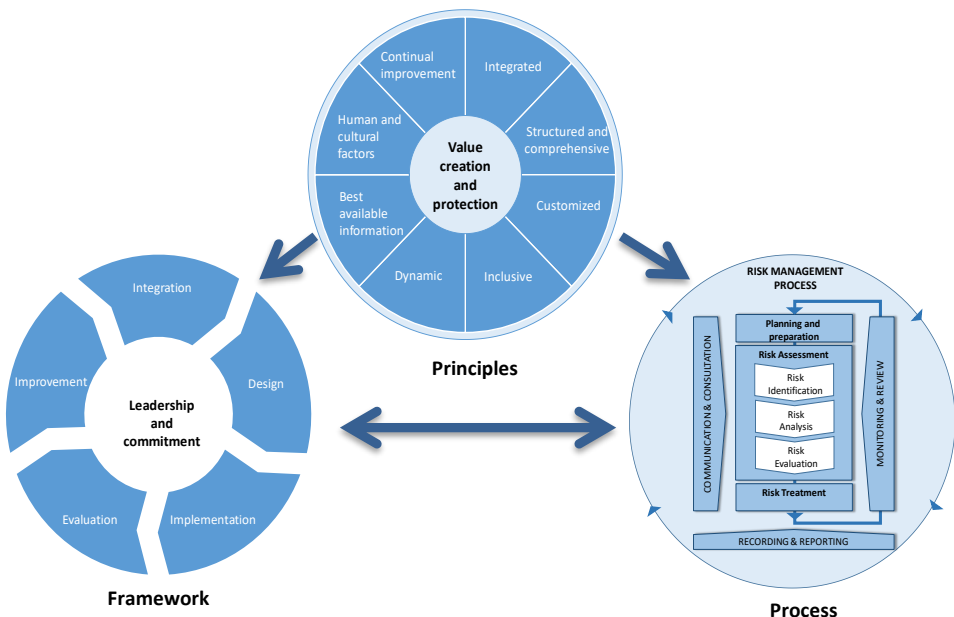 Continual
improvement
Integrated
Human and
cultural
factors
Structured and
comprehensive
Value
creation
and
protection
Best
available
information
Customized
Dynamic
Inclusive
Principles
Integration
Improvement
Design
Leadership
and
commitment
Evaluation
Implementation
Framework
RISK MANAGEMENT
PROCESS
Planning and
preparation
Risk Assessment
Risk
Identification
Risk
Analysis
Risk
Evaluation
Risk Treatment
COMMUNICATION & CONSULTATION
MONITORING & REVIEW
RECORDING & REPORTING
Process